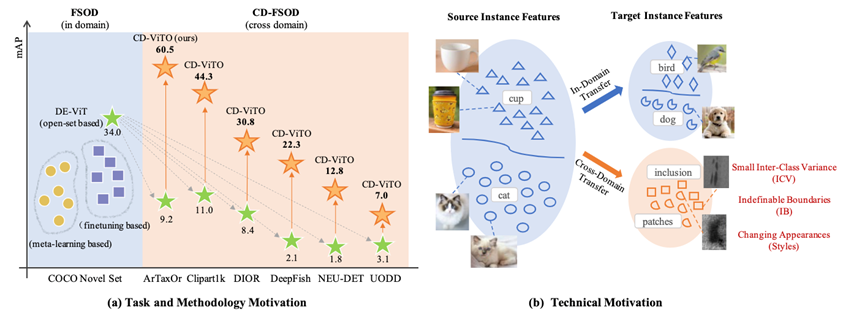 FSOD
(in domain)
CD-FSOD
(cross domain)
mAP
CD-ViTO (ours)
60.5
CD-ViTO
44.3
CD-ViTO
30.8
CD-ViTO
22.3
CD-ViTO
12.8
CD-ViTO
7.0
DE-ViT
(open-set based)
34.0
9.2
11.0
8.4
2.1
1.8
3.1
(finetuning based)
(meta-learning based)
COCO Novel Set
ArTaxOr
Clipart1k
DIOR
DeepFish
NEU-DET
UODD
(a) Task and Methodology Motivation
Source Instance Features
Target Instance Features
cup
cat
In-Domain
Transfer
Cross-Domain
Transfer
bird
dog
inclusion
patches
Small Inter-Class Variance
(ICV)
Indefinable Boundaries
(IB)
Changing Appearances
(Styles)
(b) Technical Motivation